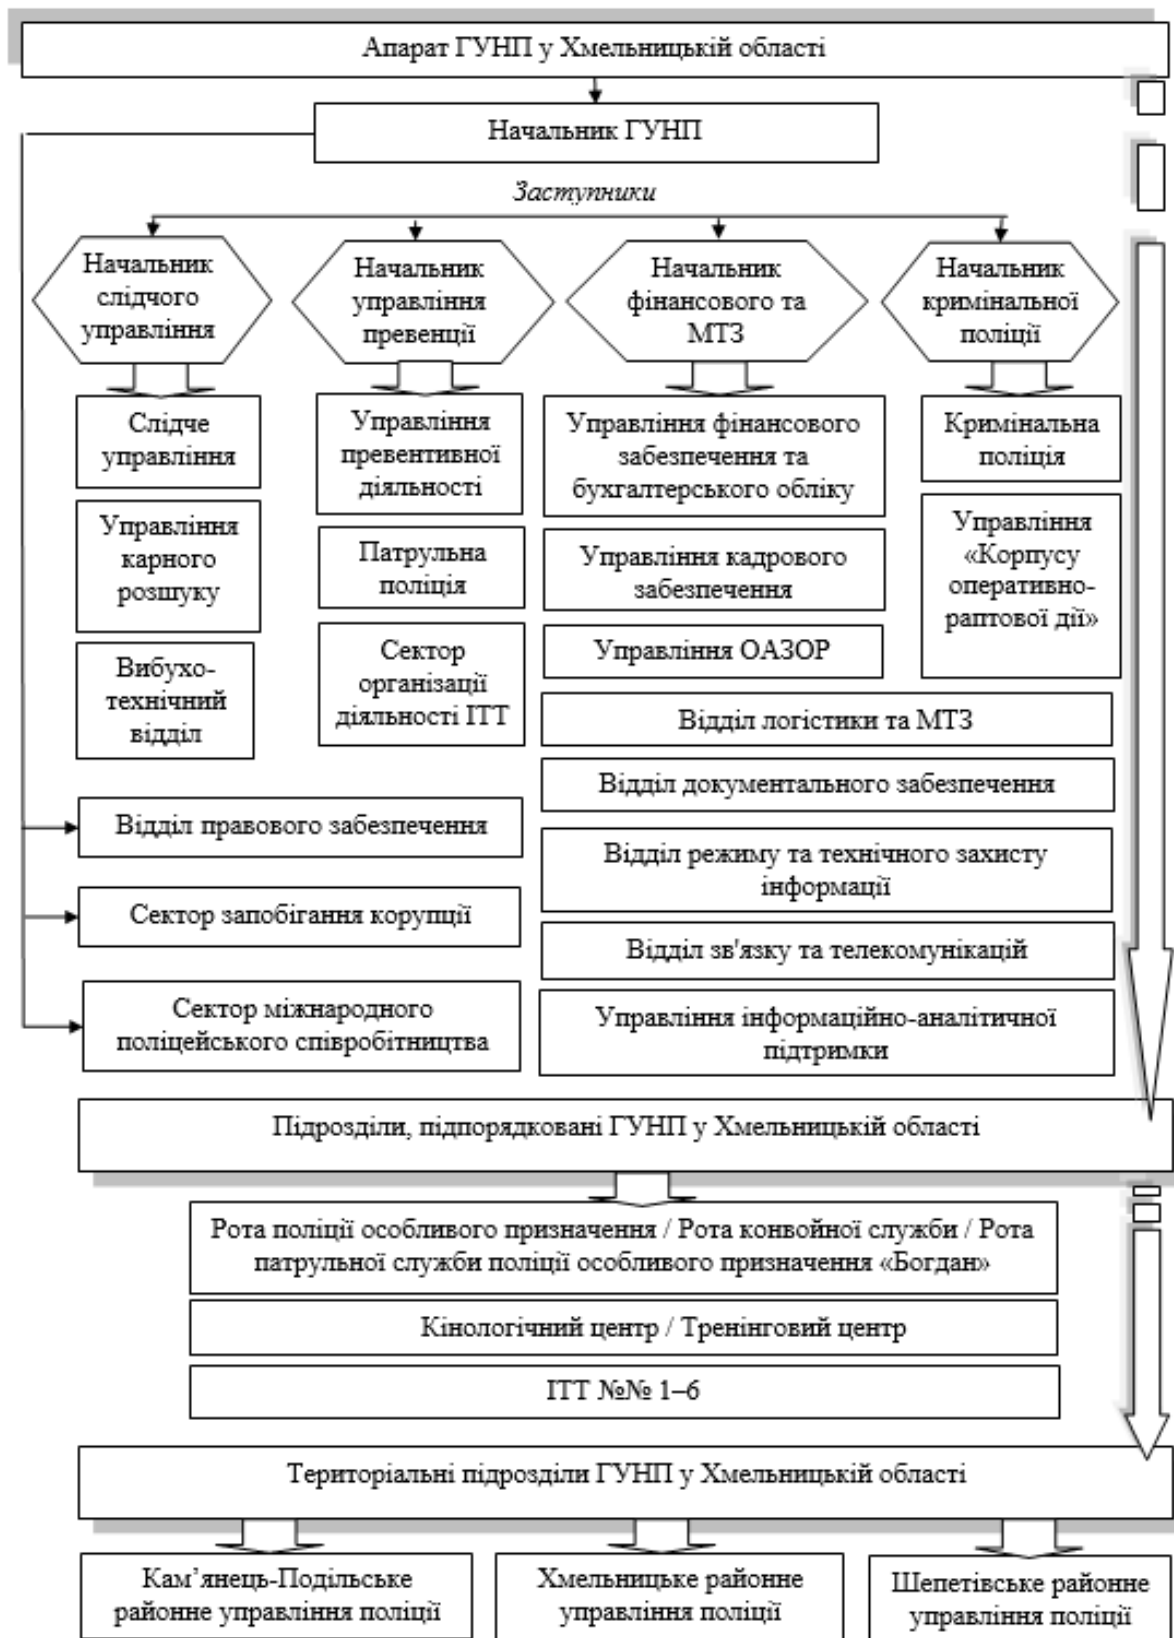 Апарат ГУНП у Хмельницькій області
Начальник ГУНП
Заступники
Начальник
слідчого
управління
Начальник
управління
превенції
Начальник
фінансового та
МТЗ
Начальник
кримінальної
поліції
Слідче
управління
Управління
карного
розшуку
Вибухо-
технічний
відділ
Управління
превентивної
діяльності
Патрульна
поліція
Сектор
організації
діяльності ІТТ
Управління фінансового
забезпечення та
бухгалтерського обліку
Управління кадрового
забезпечення
Управління ОАЗОР
Кримінальна
поліція
Управління
«Корпусу
оперативно-
раптової дії»
Відділ логістики та МТЗ
Відділ документального забезпечення
Відділ режиму та технічного захисту
інформації
Відділ зв'язку та телекомунікацій
Управління інформаційно-аналітичної
підтримки
Відділ правового забезпечення
Сектор запобігання корупції
Сектор міжнародного
поліцейського співробітництва
Підрозділи, підпорядковані ГУНП у Хмельницькій області
Рота поліції особливого призначення / Рота конвойної служби / Рота
патрульної служби поліції особливого призначення «Богдан»
Кінологічний центр / Тренінговий центр
ІТТ №№ 1–6
Територіальні підрозділи ГУНП у Хмельницькій області
Кам’янець-Подільське
районне управління поліції
Хмельницьке районне
управління поліції
Шепетівське районне
управління поліції